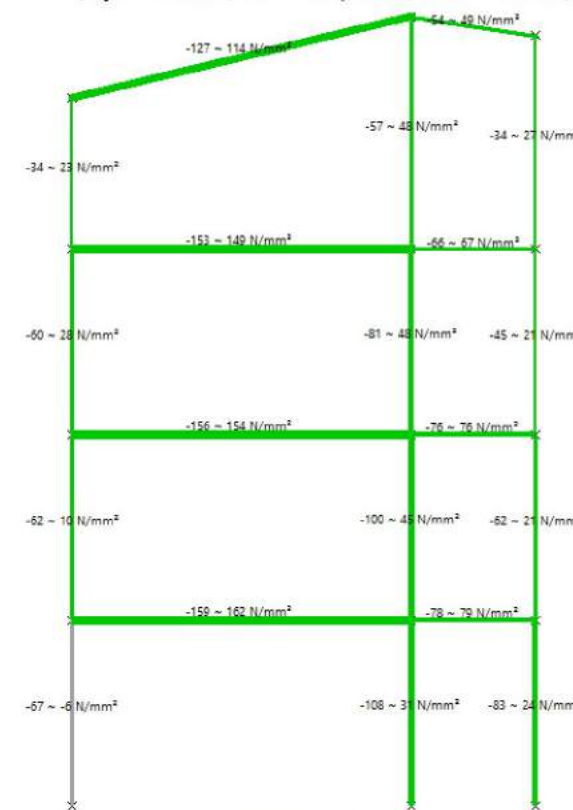 -54 ~ 49 N/mm²
-127 ~ 114 N/mm²
-57 ~ 48 N/mm²
-34 ~ 27 N/mm
-34 ~ 23 N/mm²
-153 ~ 149 N/mm²
-66 ~ 67 N/mm²
-60 ~ 28 N/mm²
-81 ~ 48 N/mm²
-45 ~ 21 N/mm
-156 ~ 154 N/mm²
-76 ~ 76 N/mm²
-62 ~ 10 N/mm²
-100 ~ 45 N/mm²
-62 ~ 21 N/mm
-159 ~ 162 N/mm²
-78 ~ 79 N/mm²
-67 ~ -6 N/mm²
-108 ~ 31 N/mm²
-83 ~ 24 N/mm